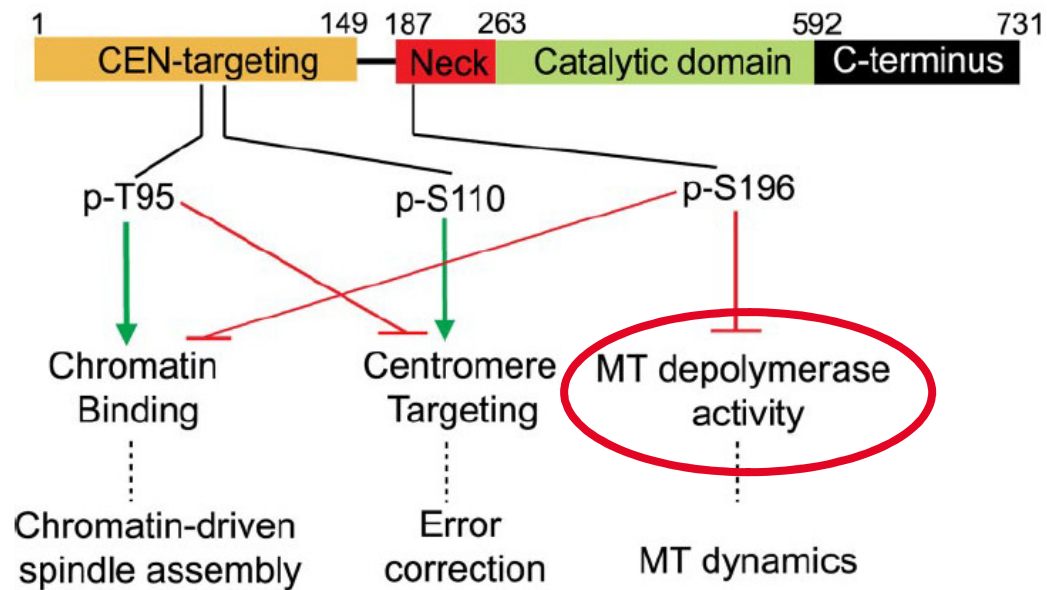 1 149 187 263 592 731
CEN-targeting Neck Catalytic domain C-terminus
p-T95 p-S110 p-S196
Chromatin
Binding
Centromere
Targeting
MT depolymerase
activity
Chromatin-driven
spindle assembly
Error
correction
MT dynamics